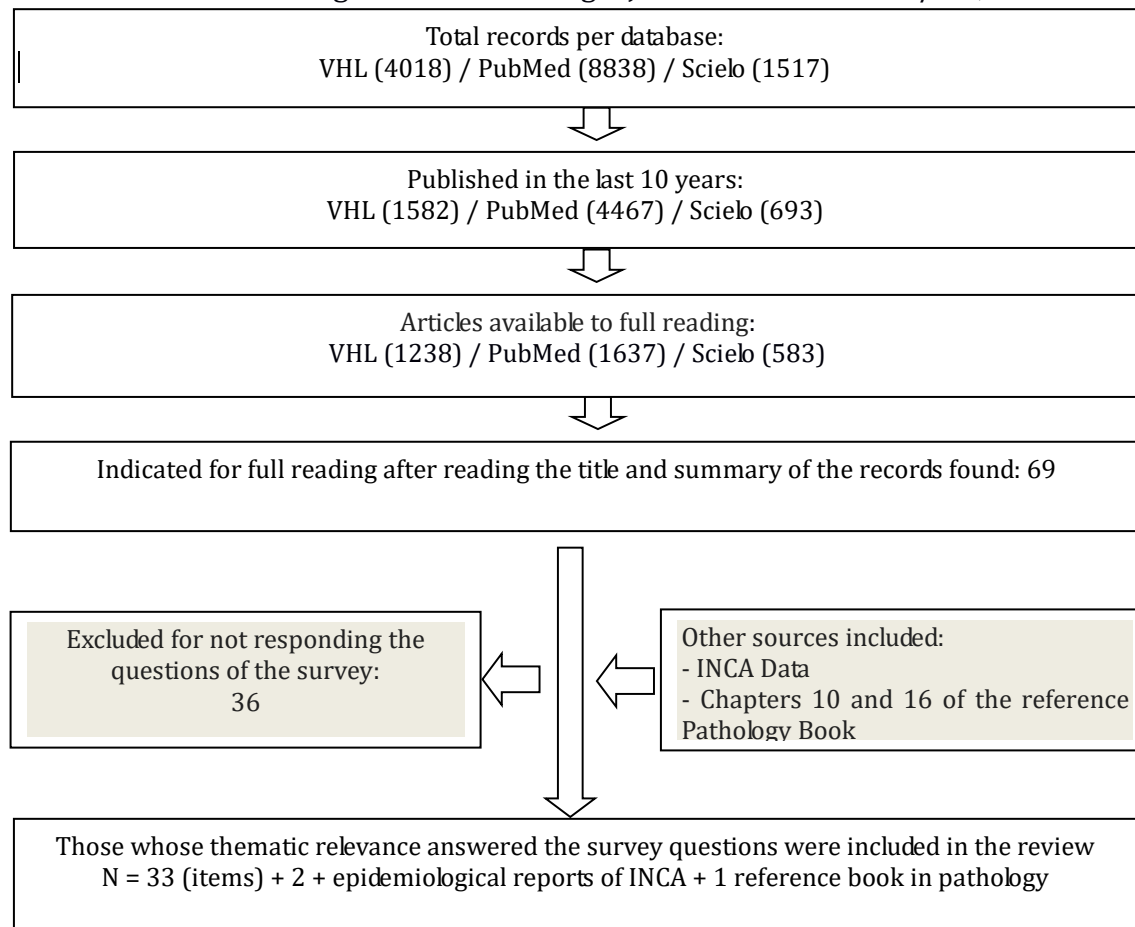 Total records per database:
VHL (4018) / PubMed (8838) / Scielo (1517)
Published in the last 10 years:
VHL (1582) / PubMed (4467) / Scielo (693)
Articles available to full reading:
VHL (1238) / PubMed (1637) / Scielo (583)
Indicated for full reading after reading the title and summary of the records found: 69
Excluded for not responding the
questions of the survey:
36
Other sources included:
- INCA Data
- Chapters 10 and 16 of the reference
Pathology Book
Those whose thematic relevance answered the survey questions were included in the review
N = 33 (items) + 2 + epidemiological reports of INCA + 1 reference book in pathology